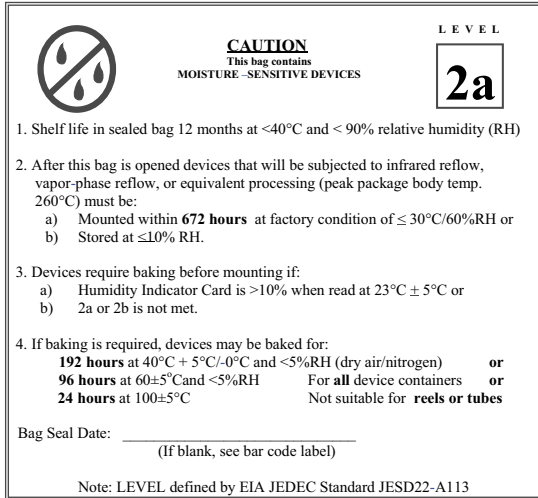 LEVEL
CAUTION
This bag contains
MOISTURE –SENSITIVE DEVICES
2a
1. Shelf life in sealed bag 12 months at <40°C and < 90% relative humidity (RH)
2. After this bag is opened devices that will be subjected to infrared reflow,
vapor-phase reflow, or equivalent processing (peak package body temp.
260°C) must be:
a) Mounted within 672 hours at factory condition of ≤ 30°C/60%RH or
b) Stored at ≤10% RH.
3. Devices require baking before mounting if:
a) Humidity Indicator Card is >10% when read at 23°C ± 5°C or
b) 2a or 2b is not met.
4. If baking is required, devices may be baked for:
192 hours at 40°C + 5°C/-0°C and <5%RH (dry air/nitrogen) or
96 hours at 60±5°Cand <5%RH For all device containers or
24 hours at 100±5°C Not suitable for reels or tubes
Bag Seal Date: ______________________________
(If blank, see bar code label)
Note: LEVEL defined by EIA JEDEC Standard JESD22-A113